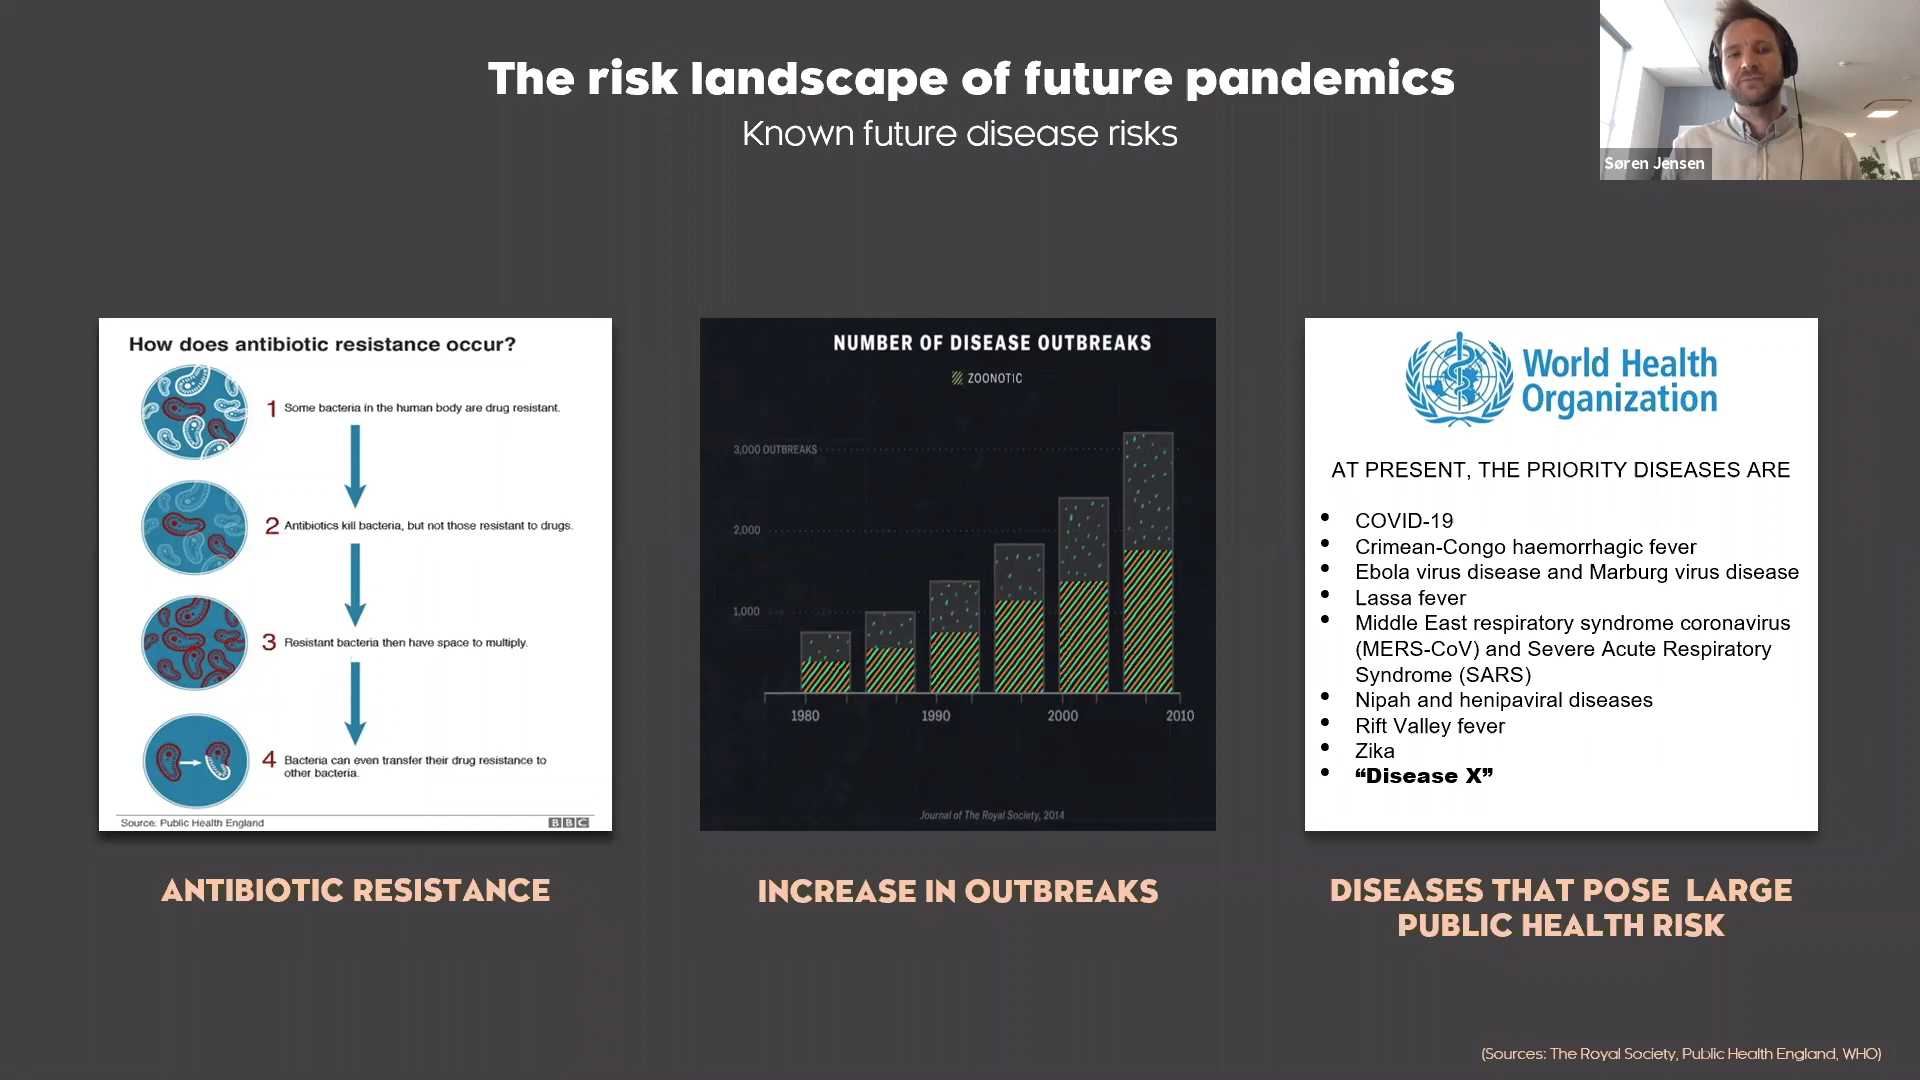 The risk landscape of future pandemics
Known future disease risks
Søren Jensen
How does antibiotic resistance occur?
1 Some bacteria in the human body are drug resistant.
2 Antibiotics kill bacteria, but not those resistant to drugs.
3 Resistant bacteria then have space to multiply.
4 Bacteria can even transfer their drug resistance to
other bacteria.
Source: Public Health England
BBC
ANTIBIOTIC RESISTANCE
NUMBER OF DISEASE OUTBREAKS
ZOONOTIC
3,000 OUTBREAKS
2,000
1,000
1980 1990 2000 2010
Journal of The Royal Society, 2014
INCREASE IN OUTBREAKS
World Health
Organization
AT PRESENT, THE PRIORITY DISEASES ARE
• COVID-19
• Crimean-Congo haemorrhagic fever
• Ebola virus disease and Marburg virus disease
• Lassa fever
• Middle East respiratory syndrome coronavirus
(MERS-CoV) and Severe Acute Respiratory
Syndrome (SARS)
• Nipah and henipaviral diseases
• Rift Valley fever
• Zika
• “Disease X”
DISEASES THAT POSE LARGE
PUBLIC HEALTH RISK
(Sources: The Royal Society, Public Health England, WHO)